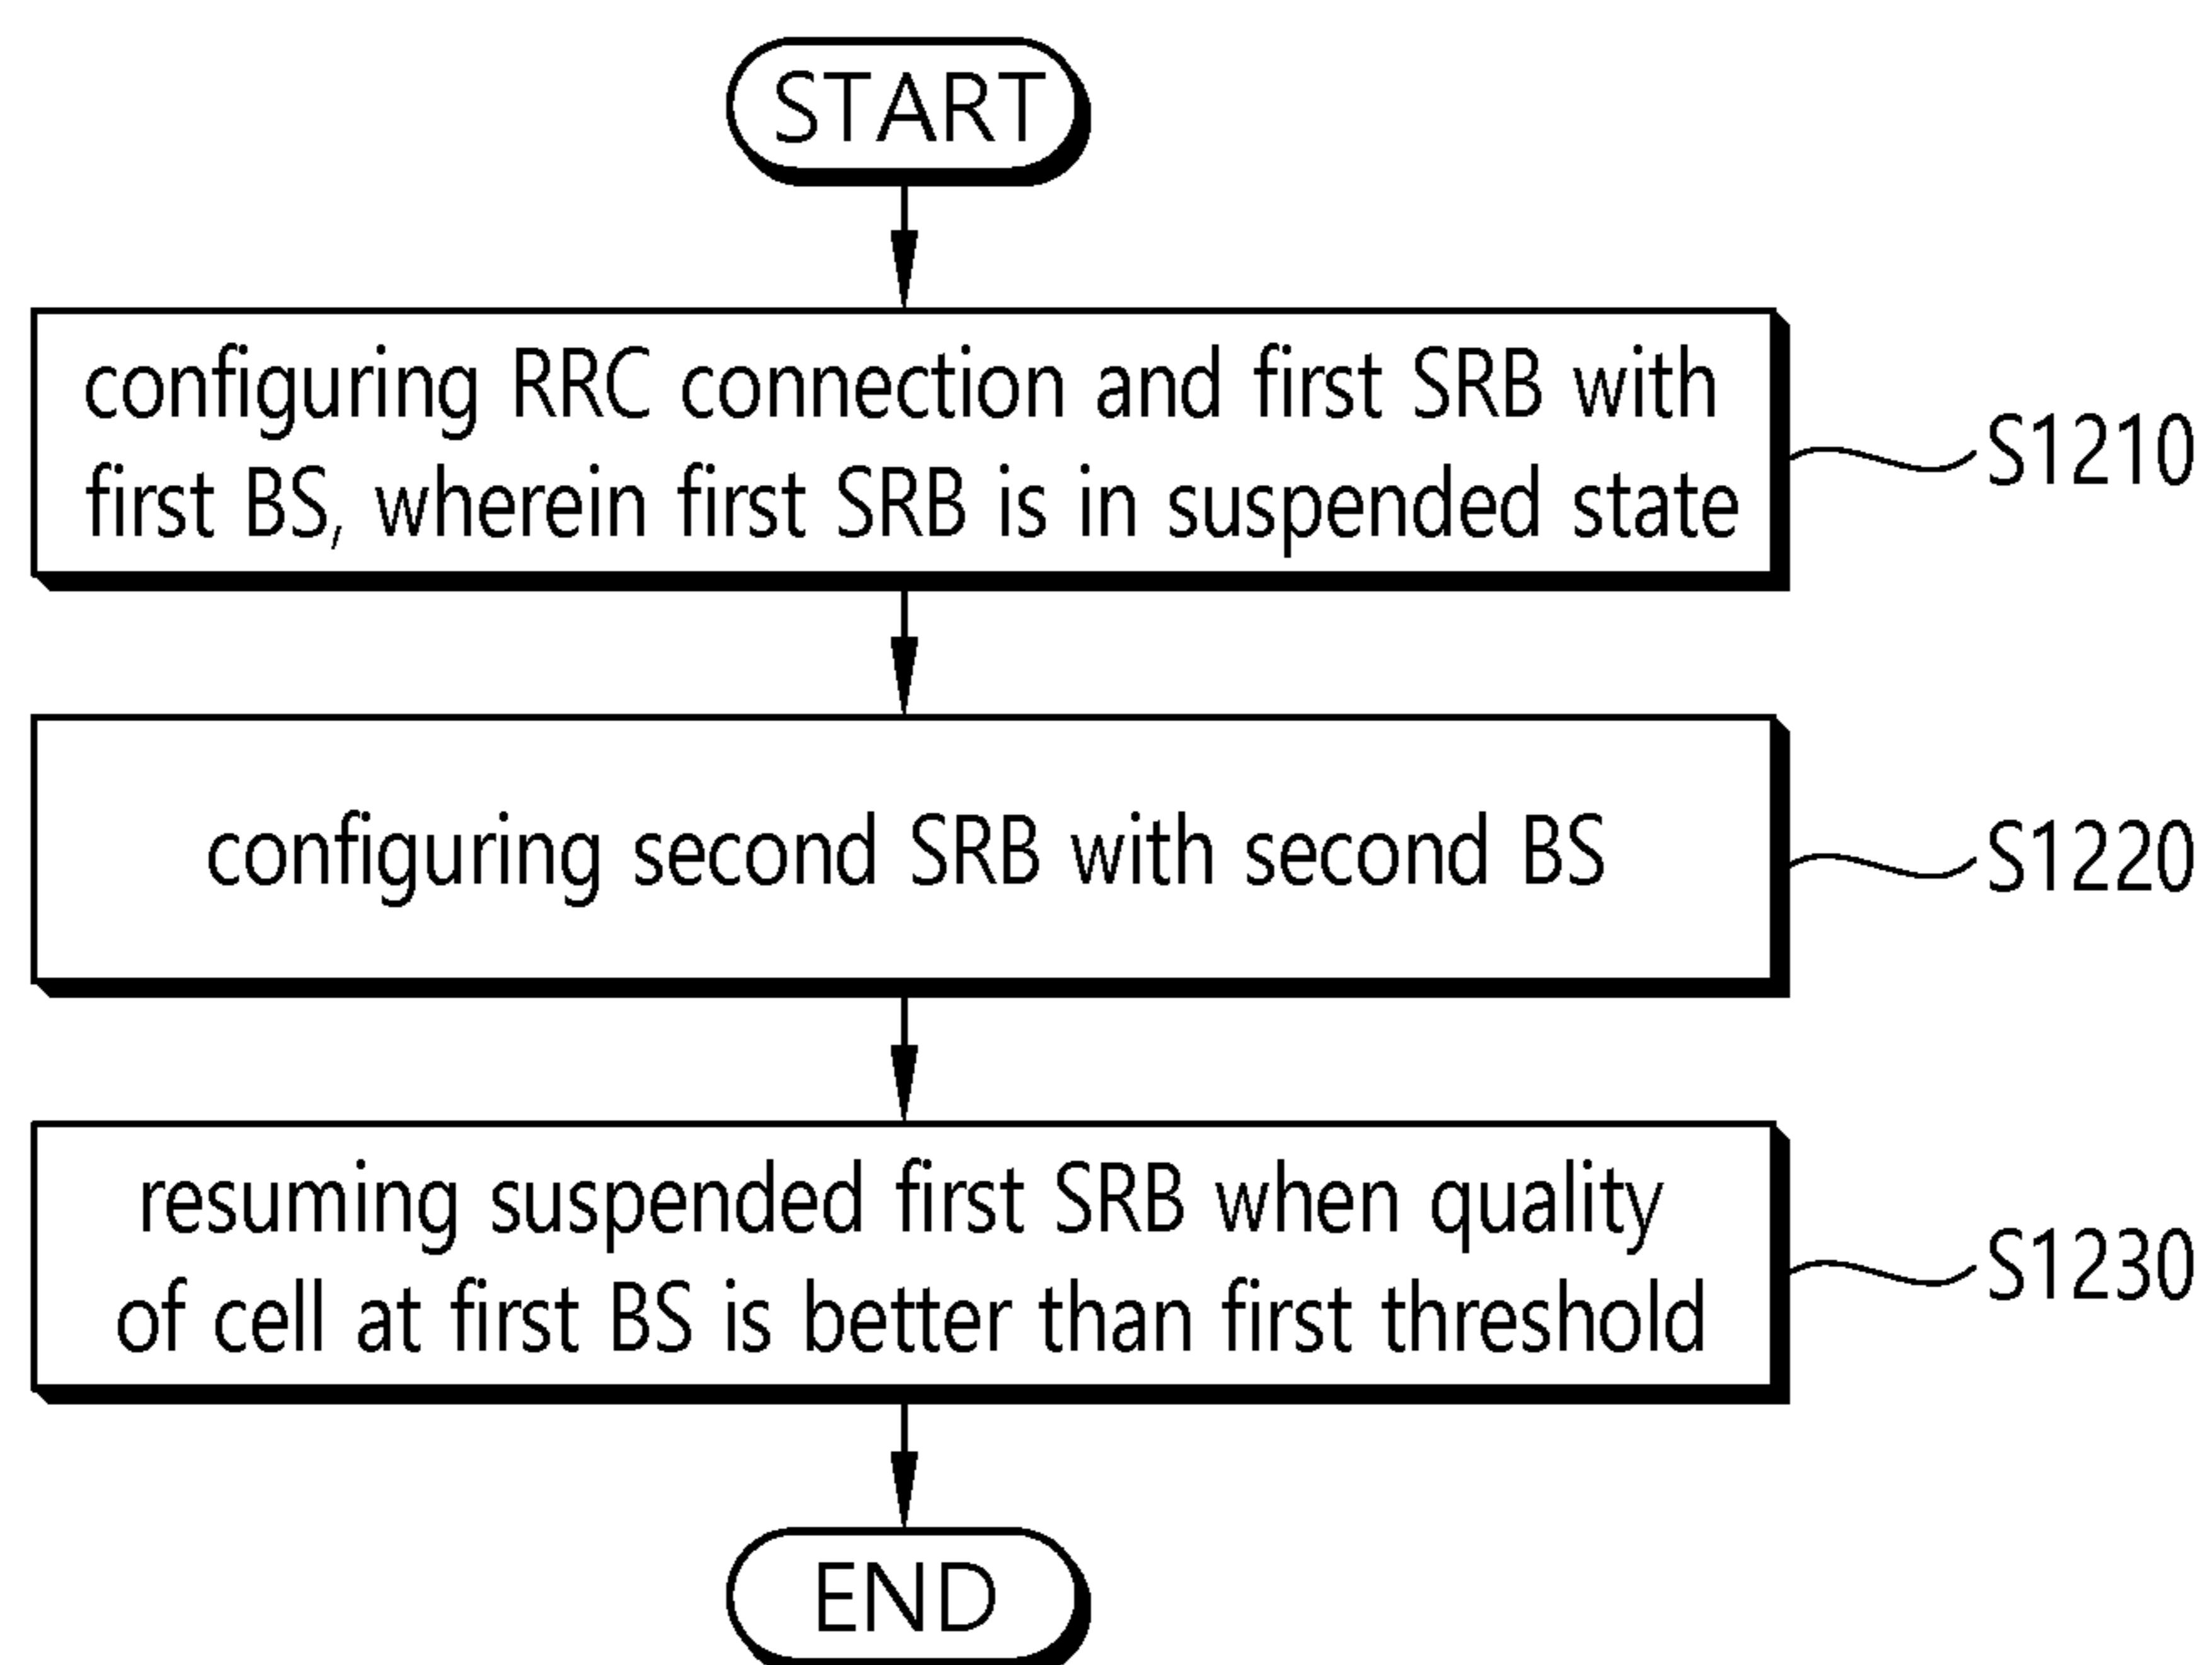 START
configuring RRC connection and first SRB with
first BS, wherein first SRB is in suspended state
S1210
configuring second SRB with second BS
S1220
resuming suspended first SRB when quality
of cell at first BS is better than first threshold
S1230
END